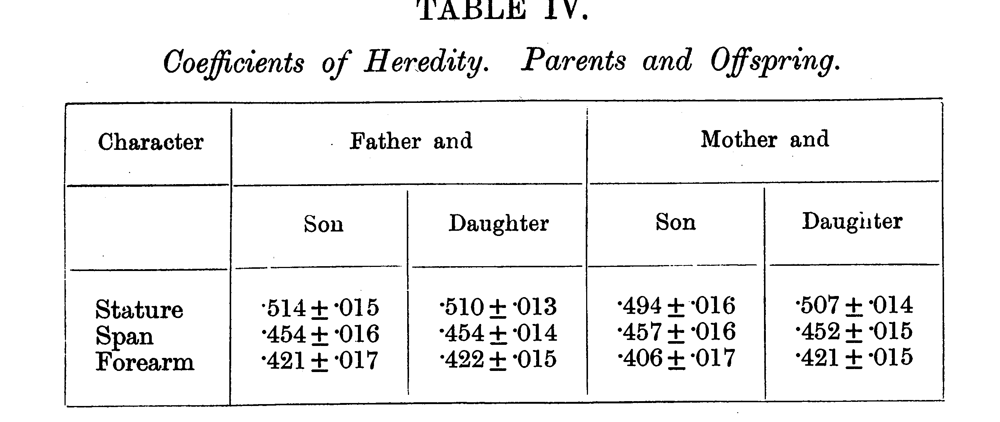 TABLE IV.
Coefficients of Heredity. Parents and Offspring.
Character Father and Mother and
Son Daughter Son Daughter
Stature ·514 ± ·015 ·510 ± ·013 ·494 ± ·016 ·507 ± ·014
Span ·454 ± ·016 ·454 ± ·014 ·457 ± ·016 ·452 ± ·015
Forearm ·421 ± ·017 ·422 ± ·015 ·406 ± ·017 ·421 ± ·015